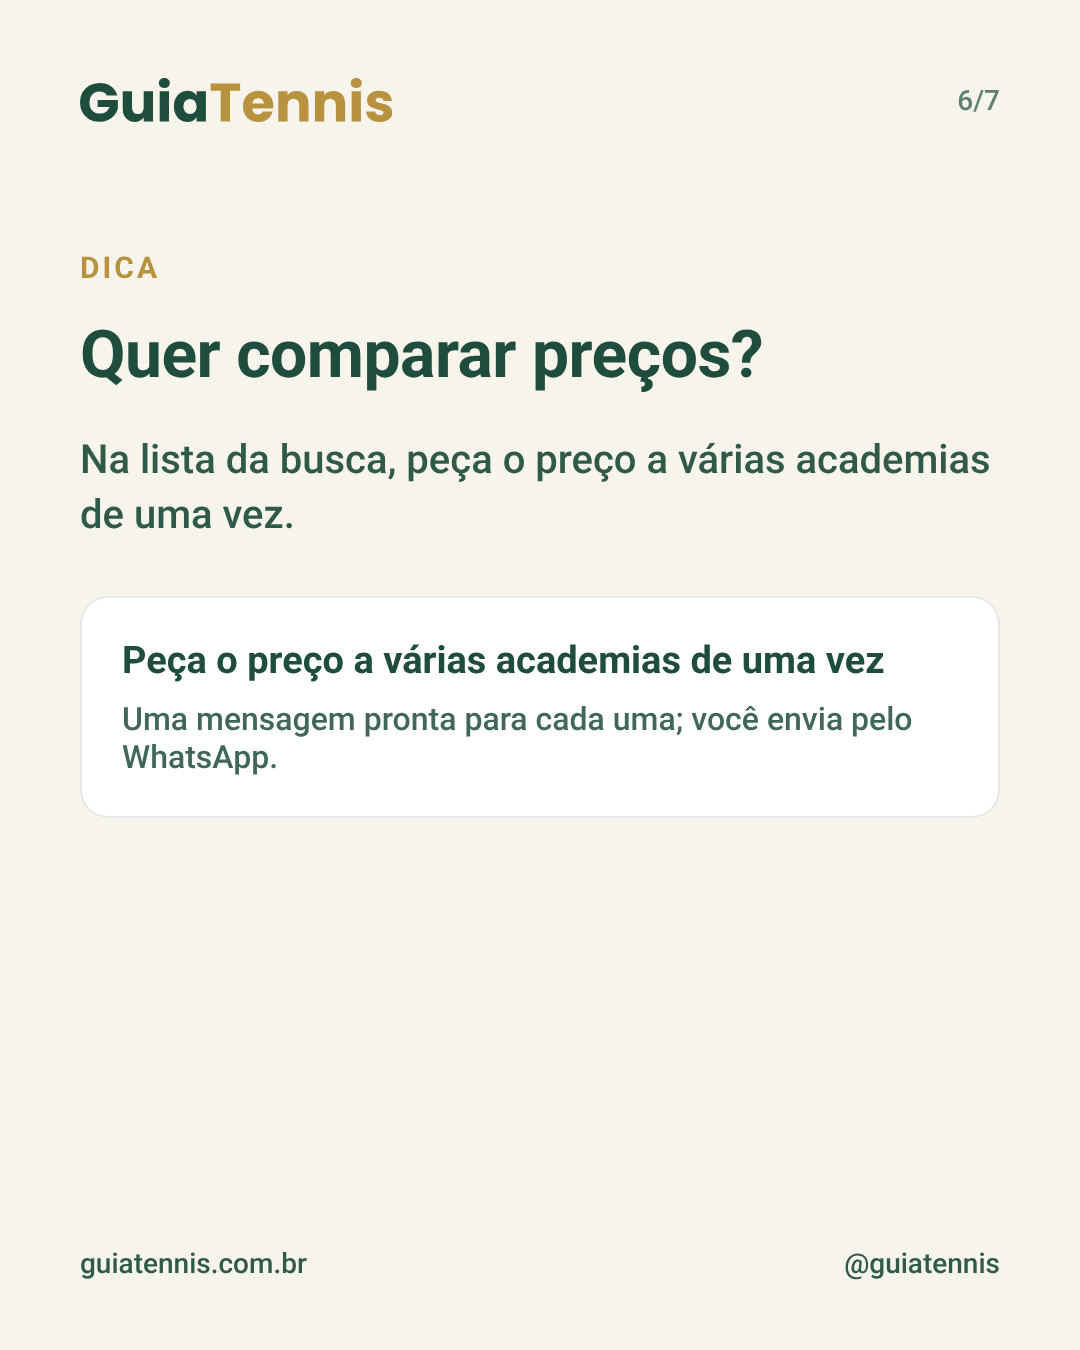 GuiaTennis
6/7
DICA
Quer comparar preços?
Na lista da busca, peça o preço a várias academias
de uma vez.
Peça o preço a várias academias de uma vez
Uma mensagem pronta para cada uma; você envia pelo
WhatsApp.
guiatennis.com.br
@guiatennis